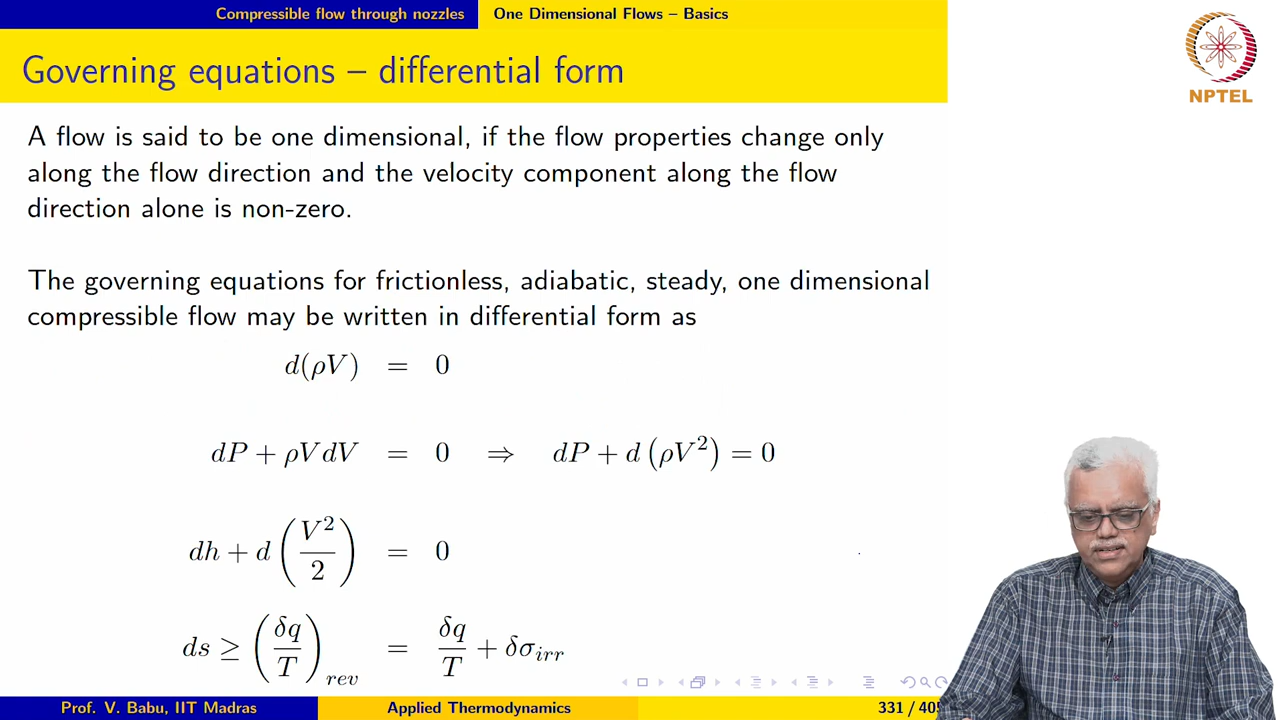 Compressible flow through nozzles One Dimensional Flows – Basics
Governing equations – differential form
NPTEL
A flow is said to be one dimensional, if the flow properties change only
along the flow direction and the velocity component along the flow
direction alone is non-zero.
The governing equations for frictionless, adiabatic, steady, one dimensional
compressible flow may be written in differential form as
d(ρV) = 0
dP + ρVdV = 0 ⇒ dP + d(ρV²) = 0
dh + d(V²/2) = 0
ds ≥ (δq/T)rev = δq/T + δσirr
Prof. V. Babu, IIT Madras Applied Thermodynamics 331 / 405